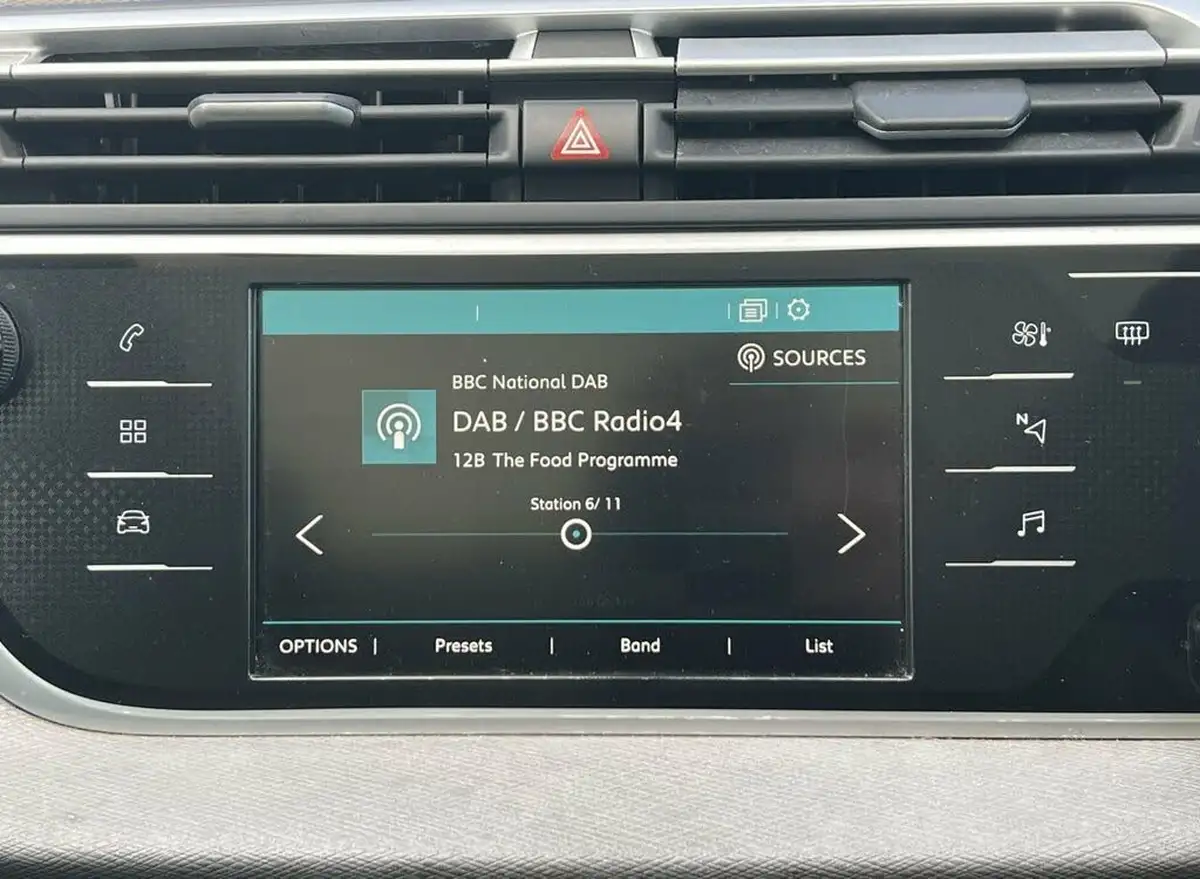 SOURCES
BBC National DAB
DAB / BBC Radio4
12B The Food Programme
Station 6/ 11
N
OPTIONS | Presets | Band | List